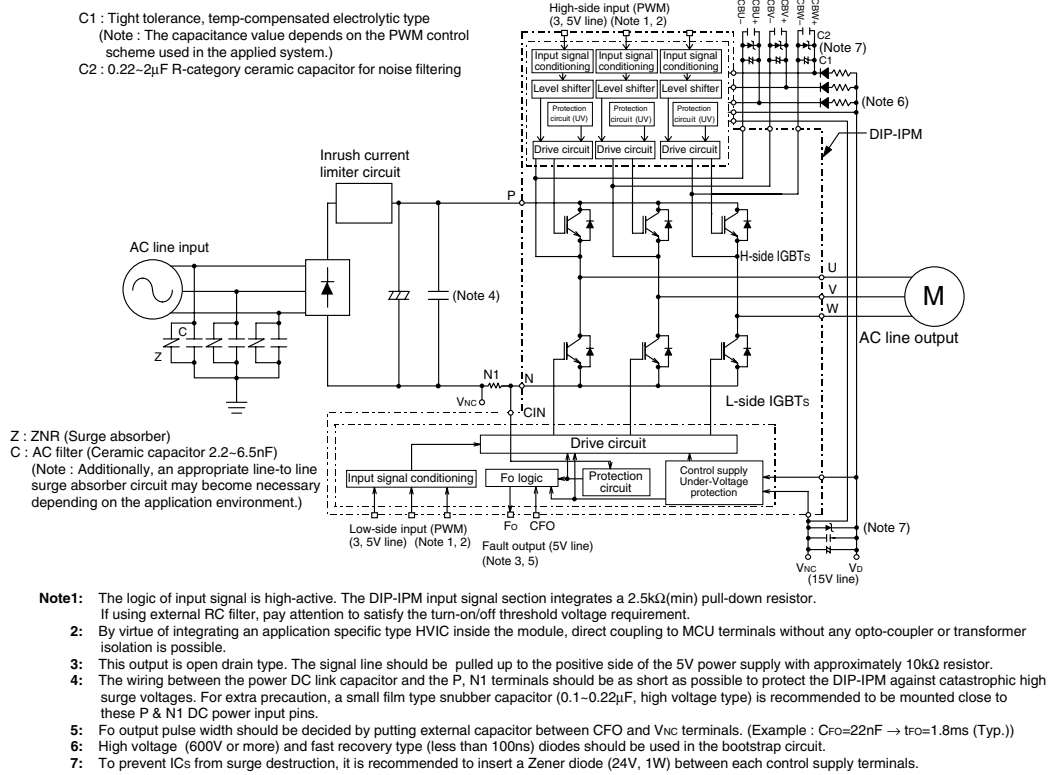 C1 : Tight tolerance, temp-compensated electrolytic type
(Note : The capacitance value depends on the PWM control
scheme used in the applied system.)
C2 : 0.22~2μF R-category ceramic capacitor for noise filtering
High-side input (PWM)
(3, 5V line) (Note 1, 2)
CBU–
CBU+
CBV–
CBV+
CBW–
CBW+
C2
(Note 7)
C1
(Note 6)
DIP-IPM
Input signal conditioning
Input signal conditioning
Input signal conditioning
Level shifter
Level shifter
Level shifter
Protection circuit (UV)
Protection circuit (UV)
Protection circuit (UV)
Drive circuit
Drive circuit
Drive circuit
Inrush current
limiter circuit
P
AC line input
(Note 4)
H-side IGBTs
U
V
W
M
AC line output
C
Z
N1
N
VNC
CIN
L-side IGBTs
Z : ZNR (Surge absorber)
C : AC filter (Ceramic capacitor 2.2~6.5nF)
(Note : Additionally, an appropriate line-to line
surge absorber circuit may become necessary
depending on the application environment.)
Drive circuit
Input signal conditioning
Fo logic
Protection
circuit
Control supply
Under-Voltage
protection
Low-side input (PWM)
(3, 5V line) (Note 1, 2)
FO
CFO
Fault output (5V line)
(Note 3, 5)
(Note 7)
VNC
VD
(15V line)
Note1: The logic of input signal is high-active. The DIP-IPM input signal section integrates a 2.5kΩ(min) pull-down resistor.
If using external RC filter, pay attention to satisfy the turn-on/off threshold voltage requirement.
2: By virtue of integrating an application specific type HVIC inside the module, direct coupling to MCU terminals without any opto-coupler or transformer
isolation is possible.
3: This output is open drain type. The signal line should be pulled up to the positive side of the 5V power supply with approximately 10kΩ resistor.
4: The wiring between the power DC link capacitor and the P, N1 terminals should be as short as possible to protect the DIP-IPM against catastrophic high
surge voltages. For extra precaution, a small film type snubber capacitor (0.1~0.22μF, high voltage type) is recommended to be mounted close to
these P & N1 DC power input pins.
5: Fo output pulse width should be decided by putting external capacitor between CFO and VNC terminals. (Example : CFO=22nF → tFO=1.8ms (Typ.))
6: High voltage (600V or more) and fast recovery type (less than 100ns) diodes should be used in the bootstrap circuit.
7: To prevent ICs from surge destruction, it is recommended to insert a Zener diode (24V, 1W) between each control supply terminals.